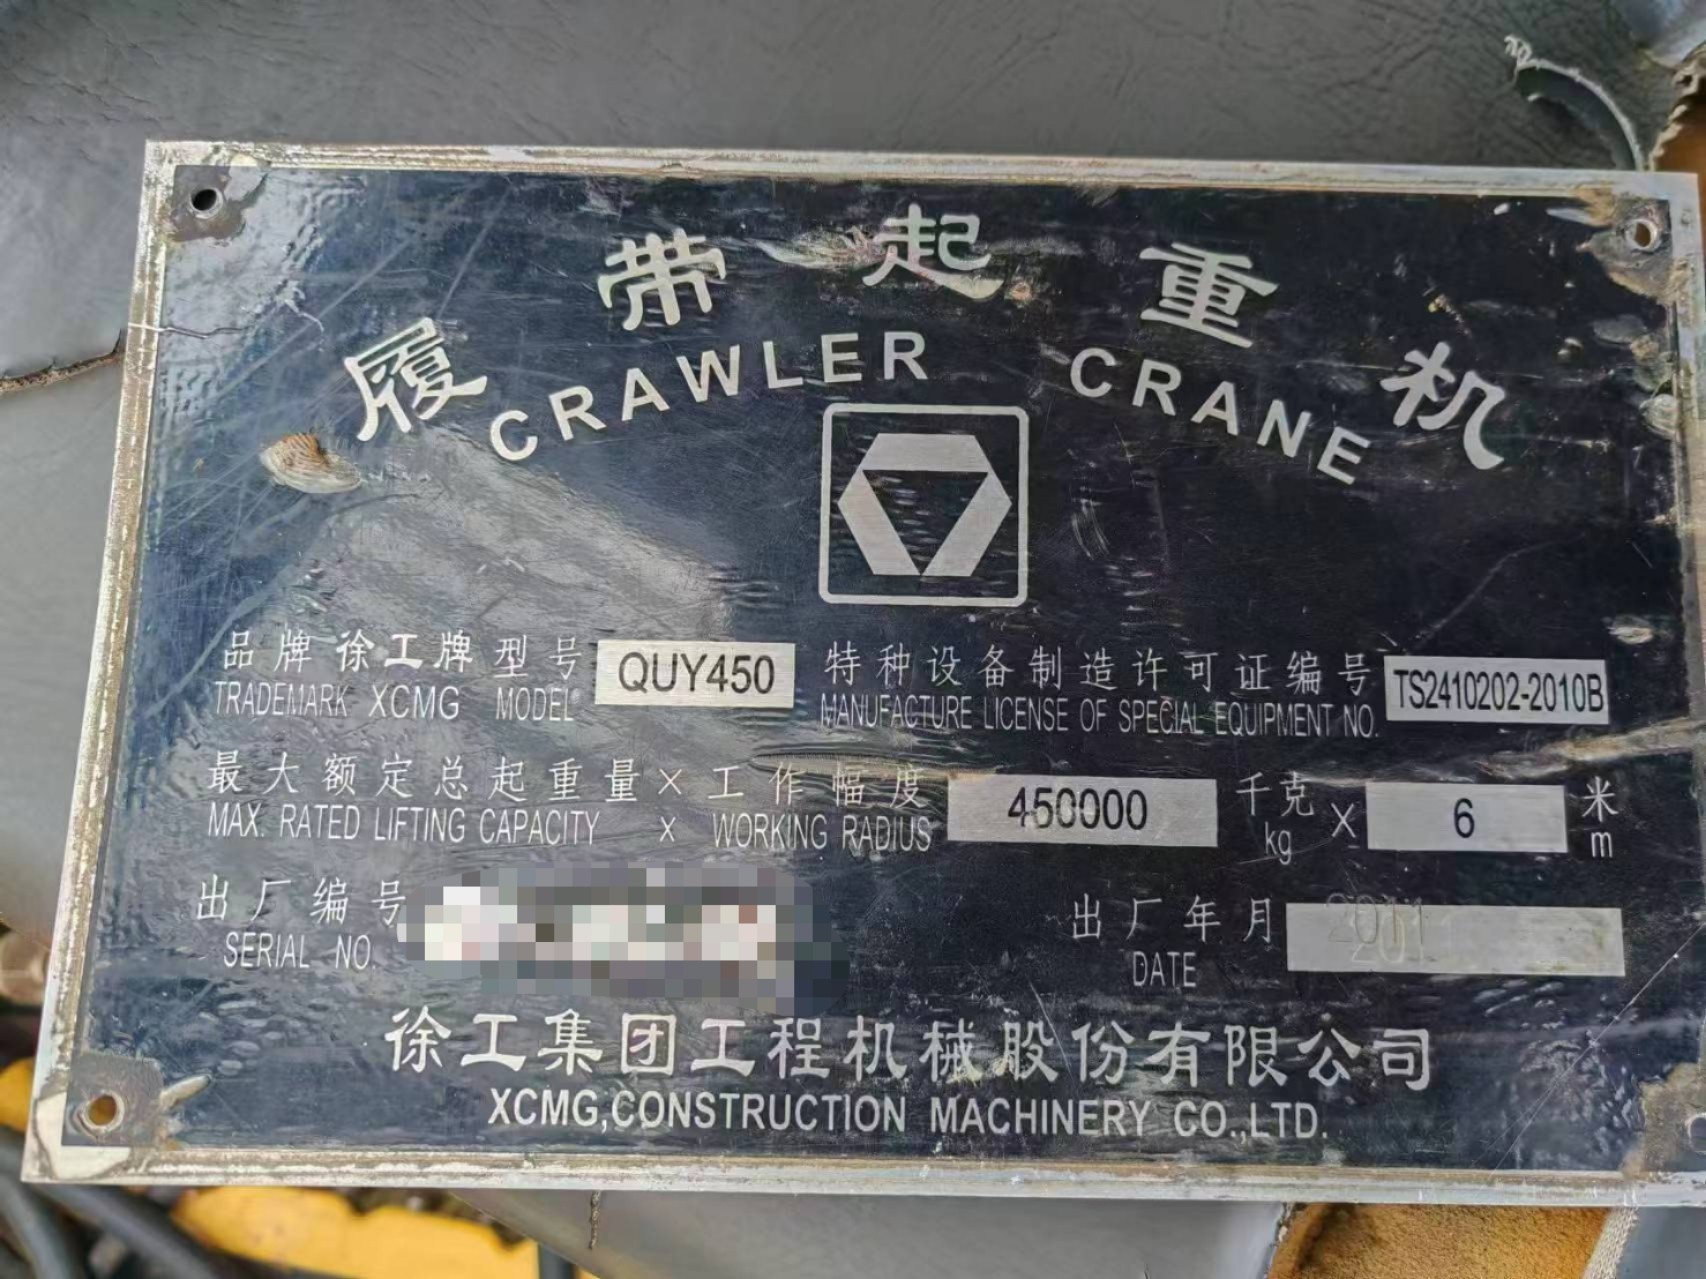 履带起重机
CRAWLER CRANE
品牌 徐工牌 型号 QUY450 特种设备制造许可证编号 TS2410202-2010B
TRADEMARK XCMG MODEL MANUFACTURE LICENSE OF SPECIAL EQUIPMENT NO.
最大额定总起重量 × 工作幅度 450000 千克 × 6 米
MAX. RATED LIFTING CAPACITY × WORKING RADIUS kg m
出厂编号 出厂年月 2011
SERIAL NO. DATE
徐工集团工程机械股份有限公司
XCMG,CONSTRUCTION MACHINERY CO.,LTD.